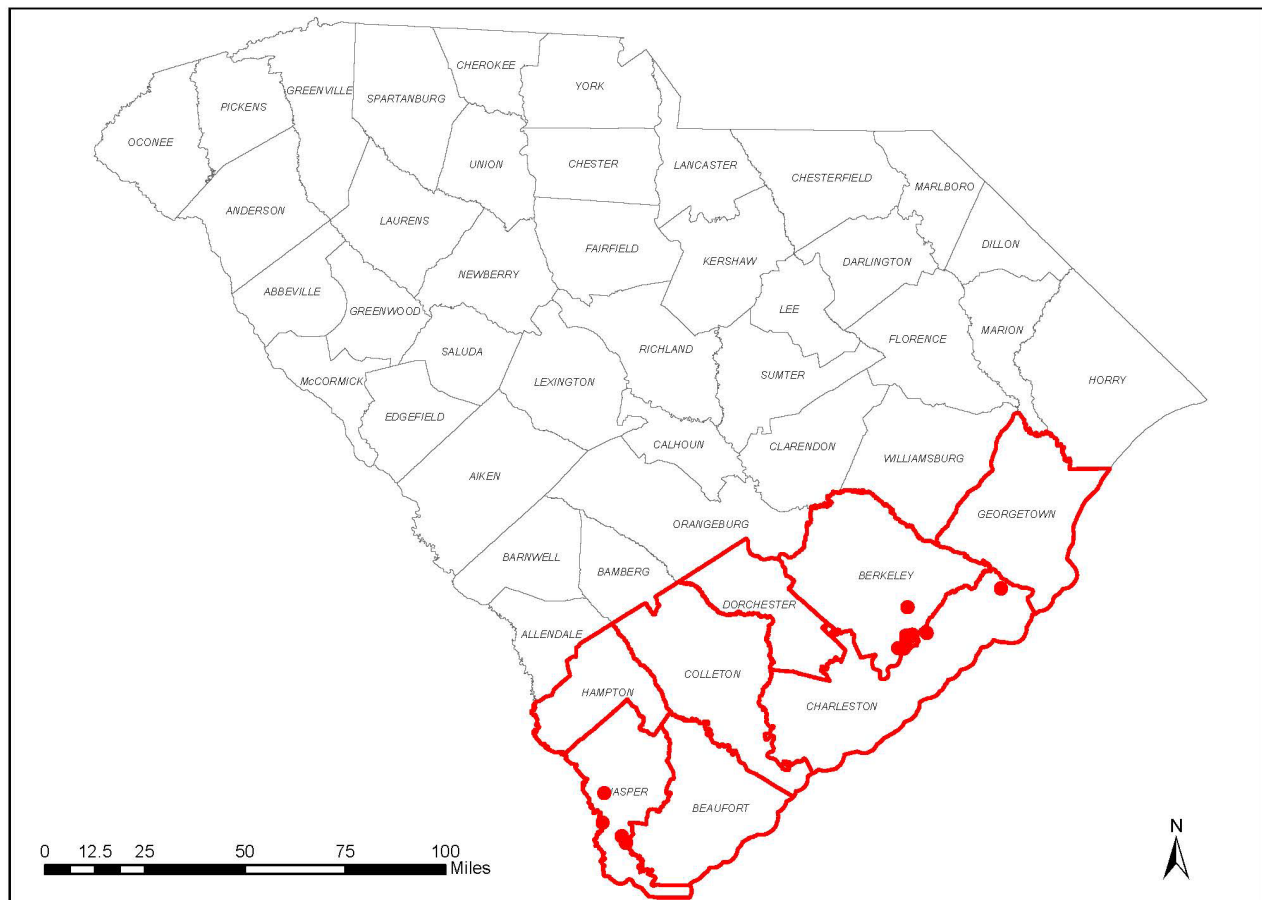 CHEROKEE
YORK
GREENVILLE
SPARTANBURG
PICKENS
OCONEE
UNION
CHESTER
LANCASTER
CHESTERFIELD
MARLBORO
ANDERSON
LAURENS
FAIRFIELD
KERSHAW
DARLINGTON
DILLON
NEWBERRY
ABBEVILLE
GREENWOOD
LEE
MARION
FLORENCE
SALUDA
RICHLAND
SUMTER
HORRY
McCORMICK
LEXINGTON
EDGEFIELD
CALHOUN
CLARENDON
WILLIAMSBURG
AIKEN
GEORGETOWN
ORANGEBURG
BARNWELL
BAMBERG
BERKELEY
DORCHESTER
ALLENDALE
COLLETON
HAMPTON
CHARLESTON
JASPER
BEAUFORT
N
0 12.5 25 50 75 100
Miles